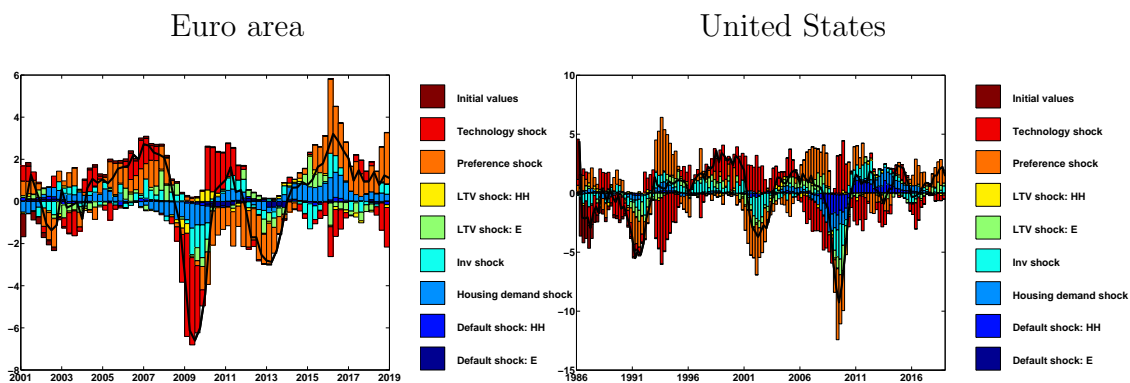 Euro area
United States
6
4
2
0
−2
−4
−6
−8
2001 2003 2005 2007 2009 2011 2013 2015 2017 2019
Initial values
Technology shock
Preference shock
LTV shock: HH
LTV shock: E
Inv shock
Housing demand shock
Default shock: HH
Default shock: E
10
5
0
−5
−10
−15
1986 1991 1996 2001 2006 2011 2016
Initial values
Technology shock
Preference shock
LTV shock: HH
LTV shock: E
Inv shock
Housing demand shock
Default shock: HH
Default shock: E